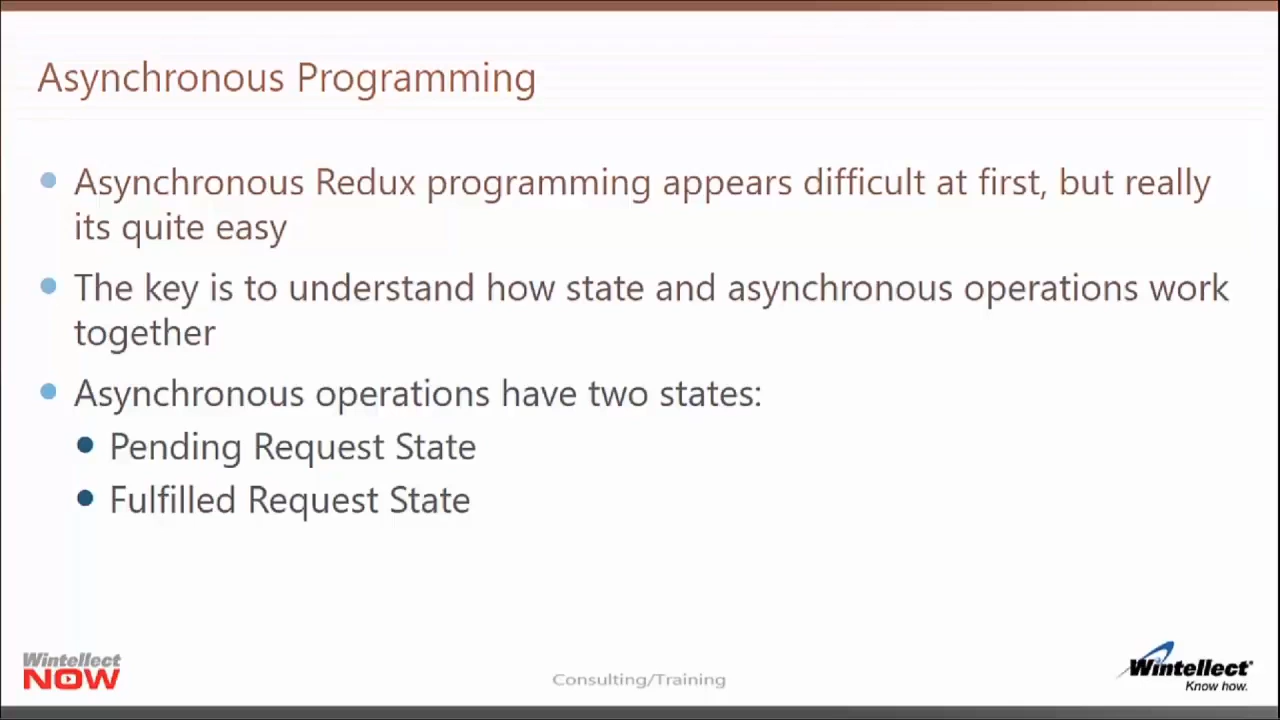 Asynchronous Programming
Asynchronous Redux programming appears difficult at first, but really
its quite easy
The key is to understand how state and asynchronous operations work
together
Asynchronous operations have two states:
Pending Request State
Fulfilled Request State
Wintellect
NOW
Consulting/Training
Wintellect
Know how.